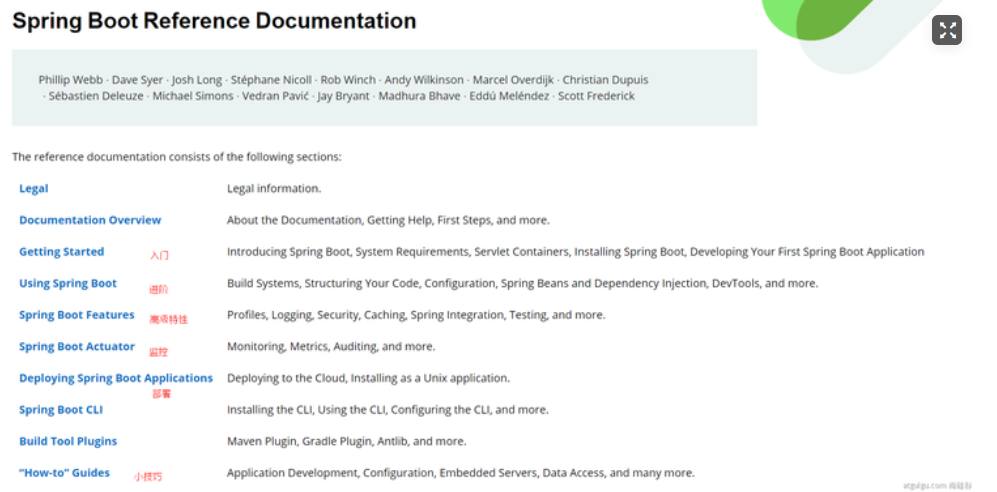 Spring Boot Reference Documentation
Phillip Webb · Dave Syer · Josh Long · Stéphane Nicoll · Rob Winch · Andy Wilkinson · Marcel Overdijk · Christian Dupuis
· Sébastien Deleuze · Michael Simons · Vedran Pavić · Jay Bryant · Madhura Bhave · Eddú Meléndez · Scott Frederick
The reference documentation consists of the following sections:
Legal Legal information.
Documentation Overview About the Documentation, Getting Help, First Steps, and more.
Getting Started 入门 Introducing Spring Boot, System Requirements, Servlet Containers, Installing Spring Boot, Developing Your First Spring Boot Application
Using Spring Boot 进阶 Build Systems, Structuring Your Code, Configuration, Spring Beans and Dependency Injection, DevTools, and more.
Spring Boot Features 高级特性 Profiles, Logging, Security, Caching, Spring Integration, Testing, and more.
Spring Boot Actuator 监控 Monitoring, Metrics, Auditing, and more.
Deploying Spring Boot Applications Deploying to the Cloud, Installing as a Unix application.
部署
Spring Boot CLI Installing the CLI, Using the CLI, Configuring the CLI, and more.
Build Tool Plugins Maven Plugin, Gradle Plugin, Antlib, and more.
“How-to” Guides 小技巧 Application Development, Configuration, Embedded Servers, Data Access, and many more.
atguigu.com 尚硅谷